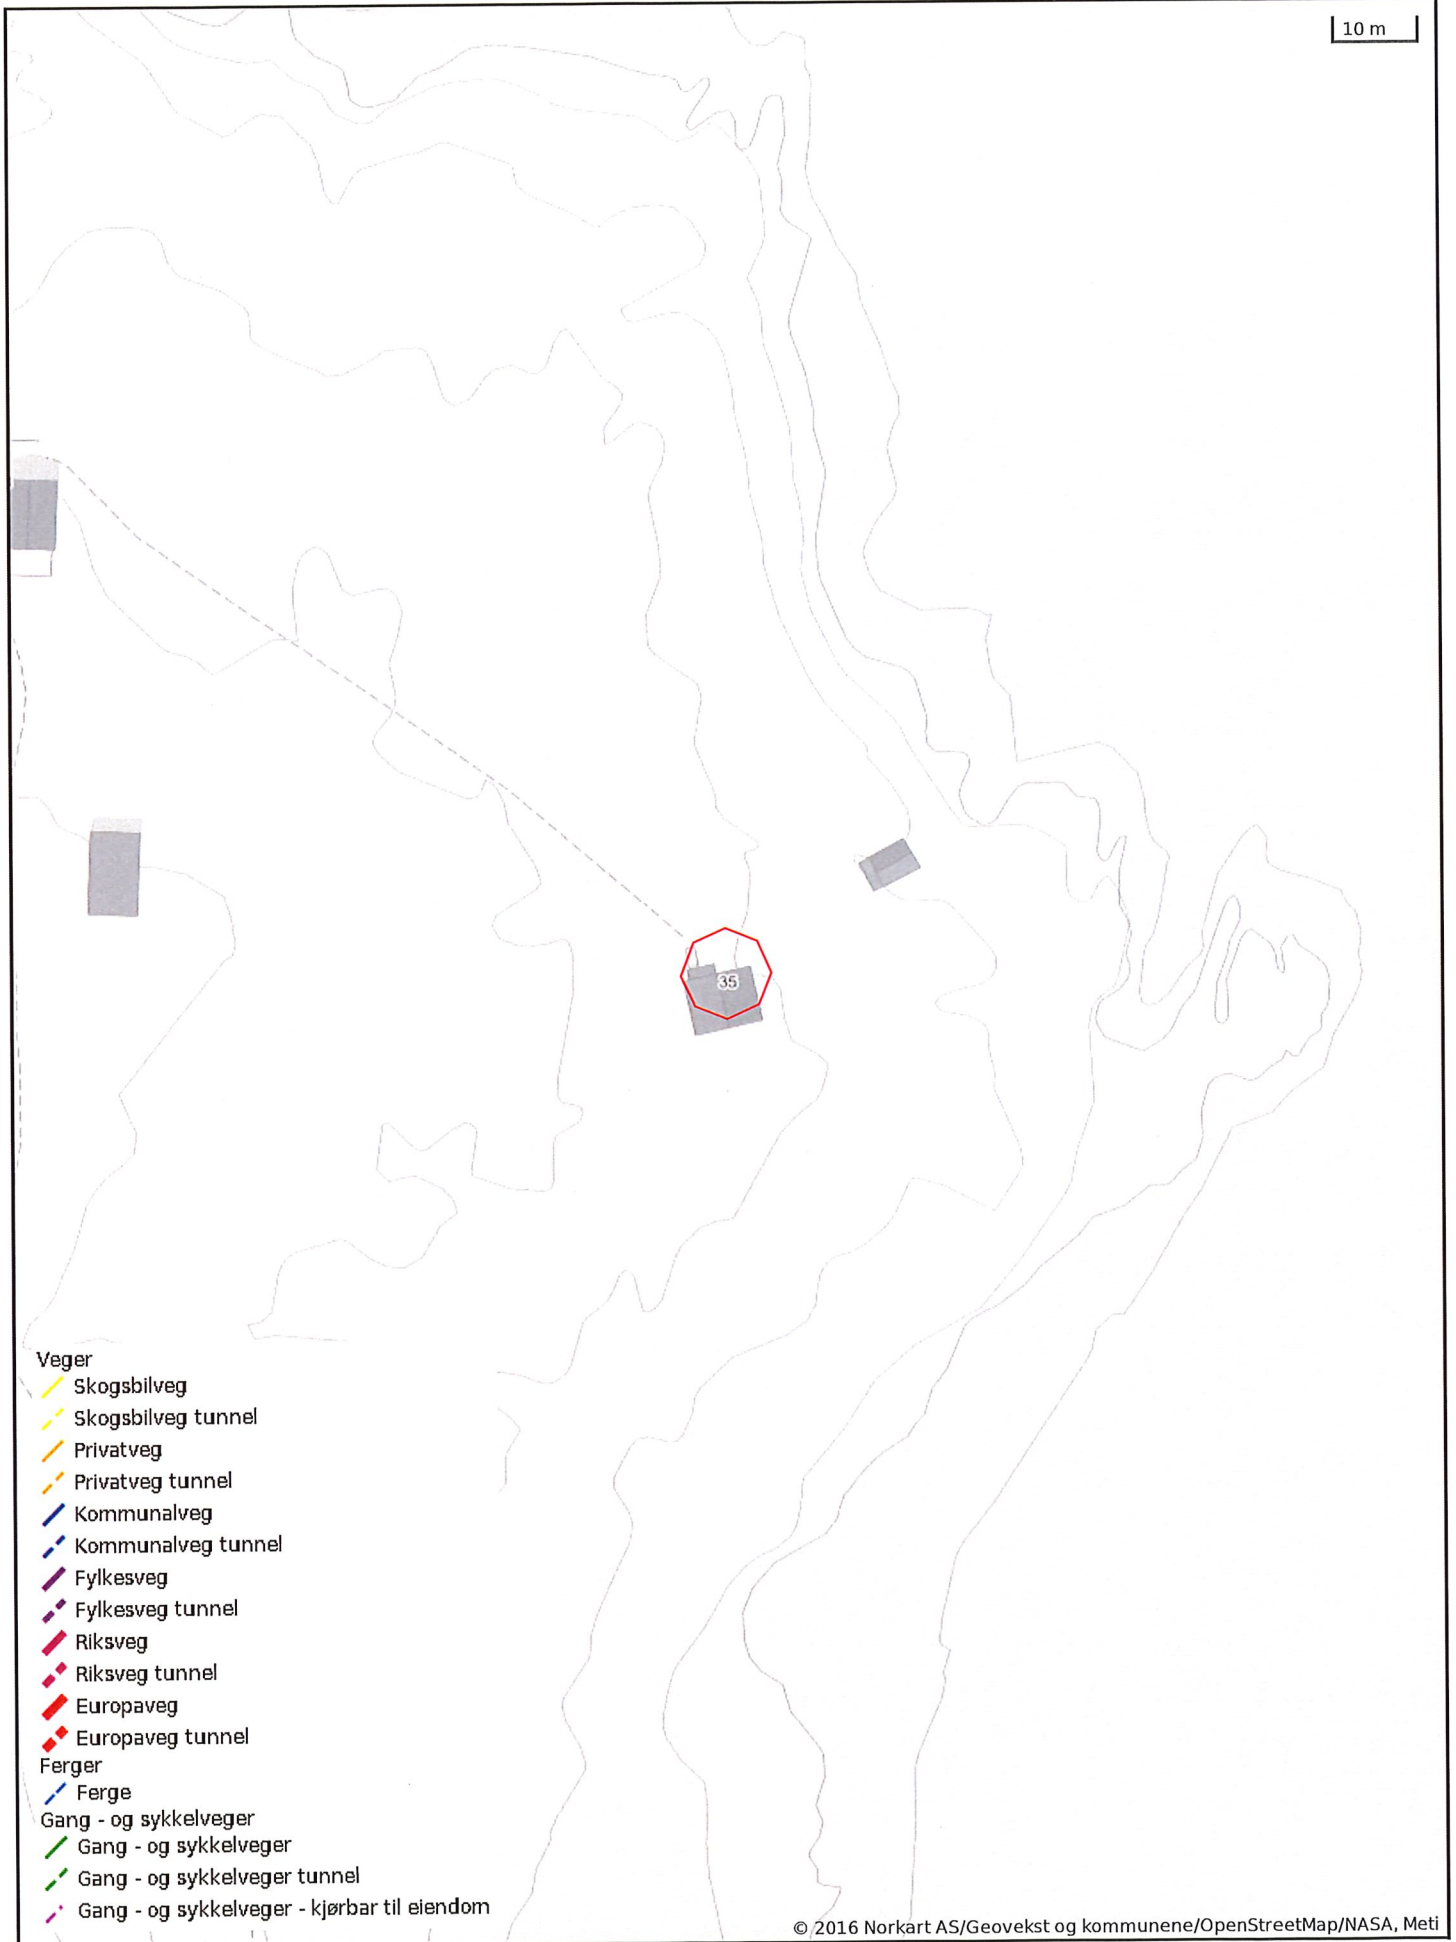 10 m
35
Veger
Skogsbilveg
Skogsbilveg tunnel
Privatveg
Privatveg tunnel
Kommunalveg
Kommunalveg tunnel
Fylkesveg
Fylkesveg tunnel
Riksveg
Riksveg tunnel
Europaveg
Europaveg tunnel
Ferger
Ferge
Gang - og sykkelveger
Gang - og sykkelveger
Gang - og sykkelveger tunnel
Gang - og sykkelveger - kjørbar til eiendom
© 2016 Norkart AS/Geovekst og kommunene/OpenStreetMap/NASA, Meti